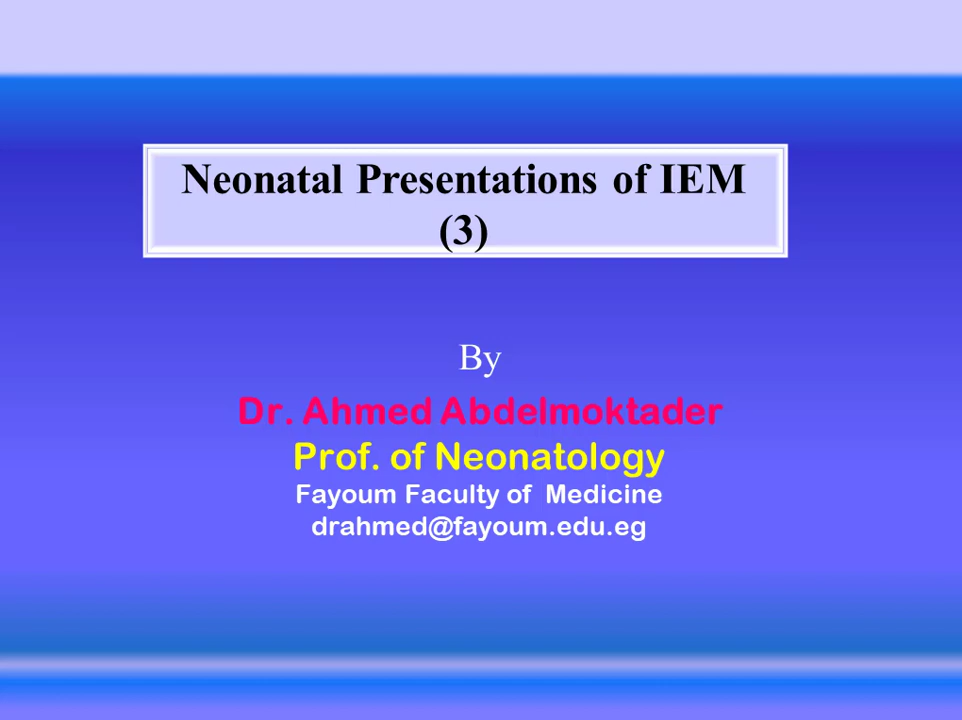 Neonatal Presentations of IEM
(3)
By
Dr. Ahmed Abdelmoktader
Prof. of Neonatology
Fayoum Faculty of Medicine
drahmed@fayoum.edu.eg